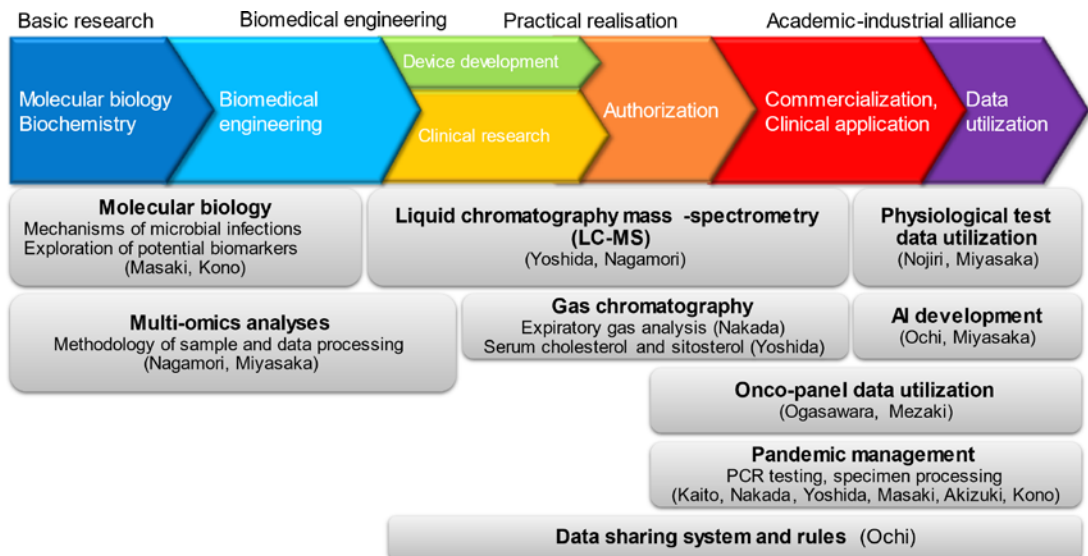 Basic research
Biomedical engineering
Practical realisation
Academic-industrial alliance
Molecular biology
Biochemistry
Biomedical
engineering
Device development
Clinical research
Authorization
Commercialization,
Clinical application
Data
utilization
Molecular biology
Mechanisms of microbial infections
Exploration of potential biomarkers
(Masaki, Kono)
Liquid chromatography mass -spectrometry
(LC-MS)
(Yoshida, Nagamori)
Physiological test
data utilization
(Nojiri, Miyasaka)
Multi-omics analyses
Methodology of sample and data processing
(Nagamori, Miyasaka)
Gas chromatography
Expiratory gas analysis (Nakada)
Serum cholesterol and sitosterol (Yoshida)
AI development
(Ochi, Miyasaka)
Onco-panel data utilization
(Ogasawara, Mezaki)
Pandemic management
PCR testing, specimen processing
(Kaito, Nakada, Yoshida, Masaki, Akizuki, Kono)
Data sharing system and rules (Ochi)